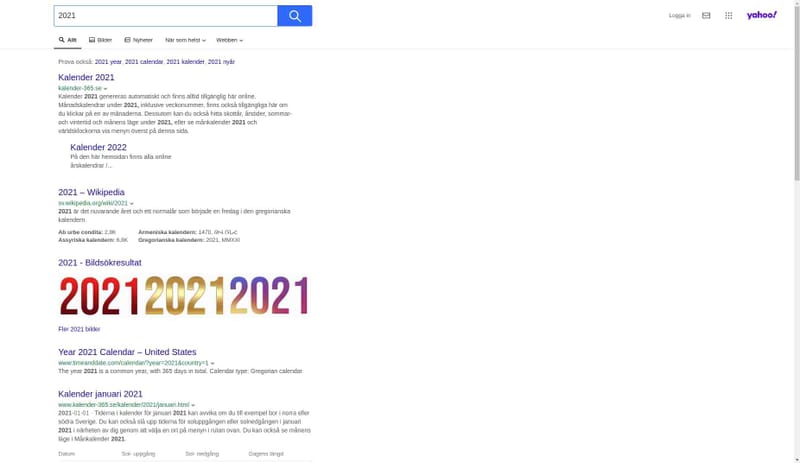 2021
Logga in
yahoo!
Allt Bilder Nyheter När som helst Webben
Prova också: 2021 year, 2021 calendar, 2021 kalender, 2021 nyår
Kalender 2021
kalender-365.se
Kalender 2021 genereras automatiskt och finns alltid tillgänglig här online.
Månadskalendrar under 2021, inklusive veckonummer, finns också tillgängliga här om
du klickar på en av månaderna. Dessutom kan du också hitta skottår, årstider, sommar-
och vintertid och månens läge under 2021, eller se månkalender 2021 och
världsklockorna via menyn överst på denna sida.
Kalender 2022
På den här hemsidan finns alla online
årskalendrar /...
2021 – Wikipedia
sv.wikipedia.org/wiki/2021
2021 är det nuvarande året och ett normalår som började en fredag i den gregorianska
kalendern.
Ab urbe condita: 2,8K Armeniska kalendern: 1470,
Assyriska kalendern: 6,8K Gregorianska kalendern: 2021, MMXXI
2021 - Bildsökresultat
2021 2021 2021
Fler 2021 bilder
Year 2021 Calendar – United States
www.timeanddate.com/calendar/?year=2021&country=1
The year 2021 is a common year, with 365 days in total. Calendar type: Gregorian calendar
Kalender januari 2021
www.kalender-365.se/kalender/2021/januari.html
2021-01-01 · Tiderna i kalender för januari 2021 kan avvika om du till exempel bor i norra eller
södra Sverige. Du kan också slå upp tiderna för soluppgången eller solnedgången i januari
2021 i närheten av dig genom att välja en ort på menyn i rutan ovan. Du kan också se månens
läge i Månkalender 2021.
Datum Sol- uppgång Sol- nedgång Dagens längd